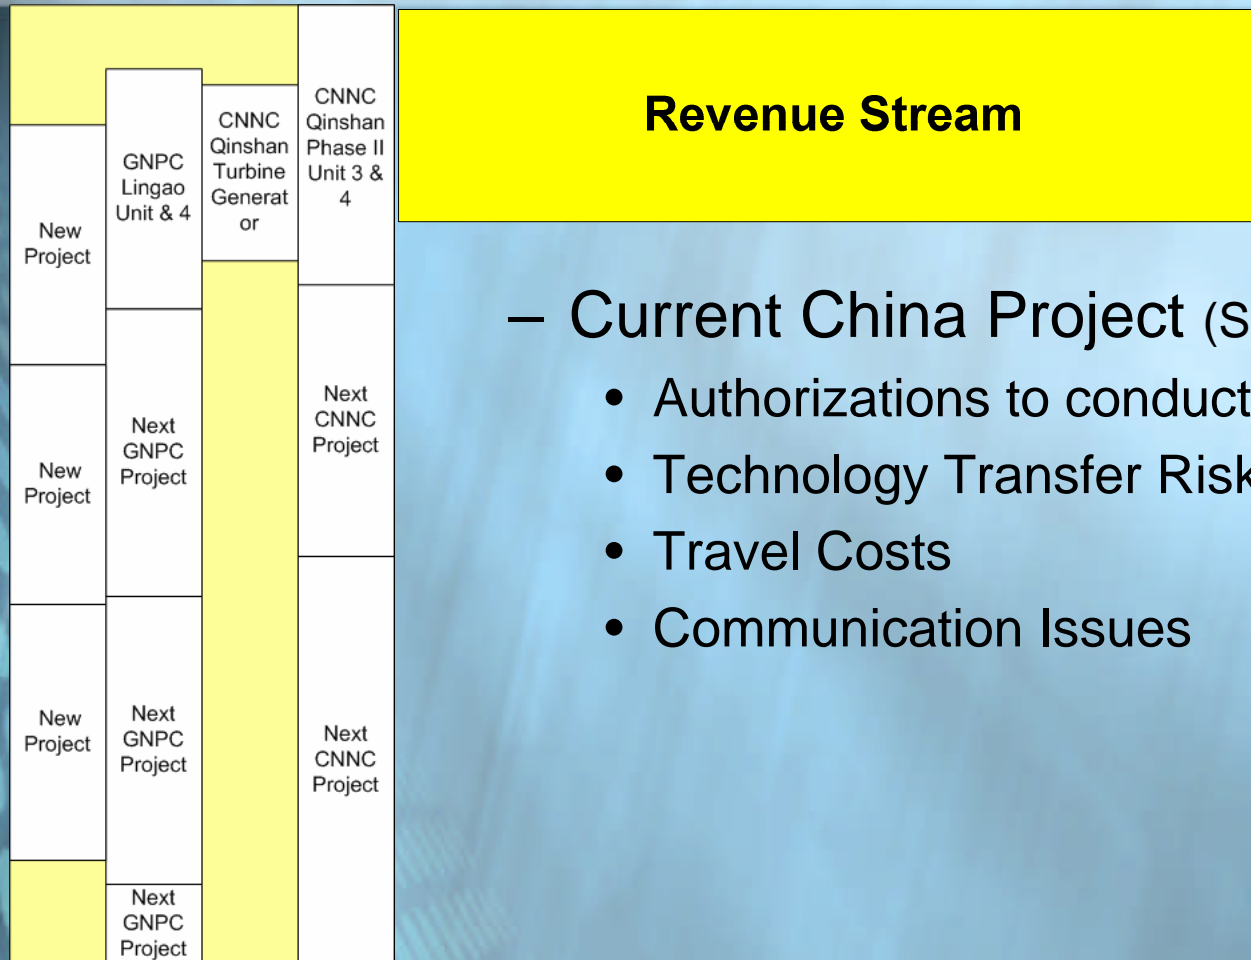 New
Project
New
Project
New
Project
GNPC
Lingao
Unit & 4
Next
GNPC
Project
Next
GNPC
Project
Next
GNPC
Project
CNNC
Qinshan
Turbine
Generat
or
CNNC
Qinshan
Phase II
Unit 3 &
4
Next
CNNC
Project
Next
CNNC
Project
Revenue Stream
– Current China Project (S
• Authorizations to conduct
• Technology Transfer Risk
• Travel Costs
• Communication Issues